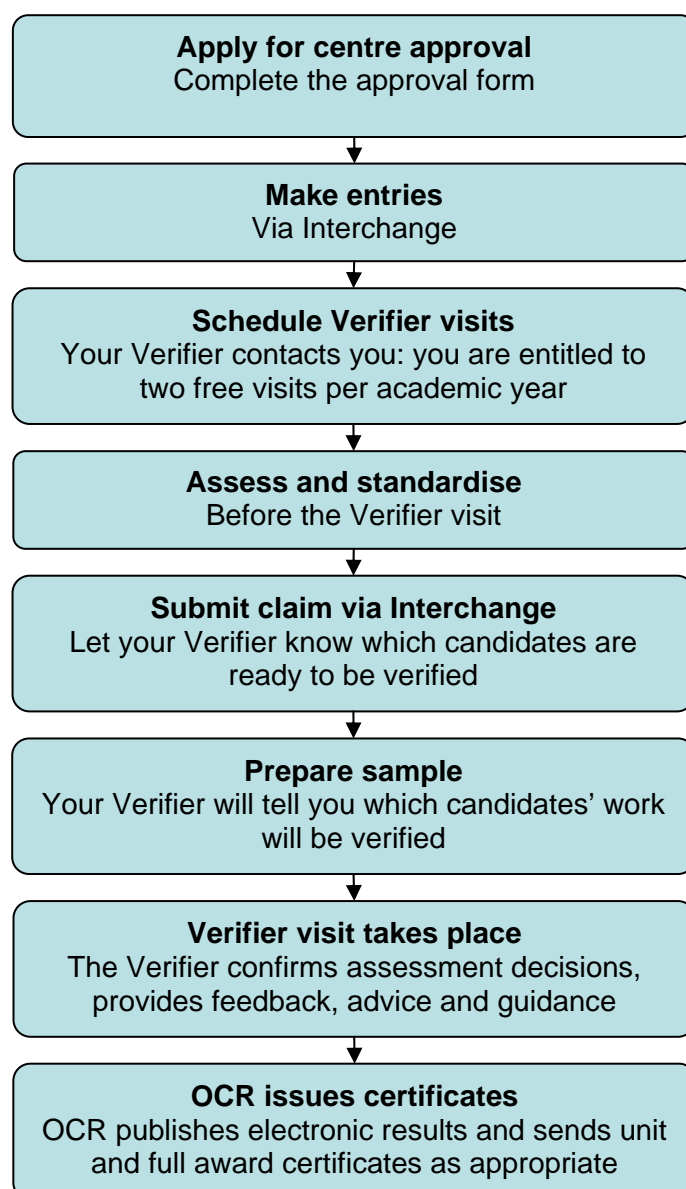 Apply for centre approval
Complete the approval form
Make entries
Via Interchange
Schedule Verifier visits
Your Verifier contacts you: you are entitled to
two free visits per academic year
Assess and standardise
Before the Verifier visit
Submit claim via Interchange
Let your Verifier know which candidates are
ready to be verified
Prepare sample
Your Verifier will tell you which candidates’ work
will be verified
Verifier visit takes place
The Verifier confirms assessment decisions,
provides feedback, advice and guidance
OCR issues certificates
OCR publishes electronic results and sends unit
and full award certificates as appropriate